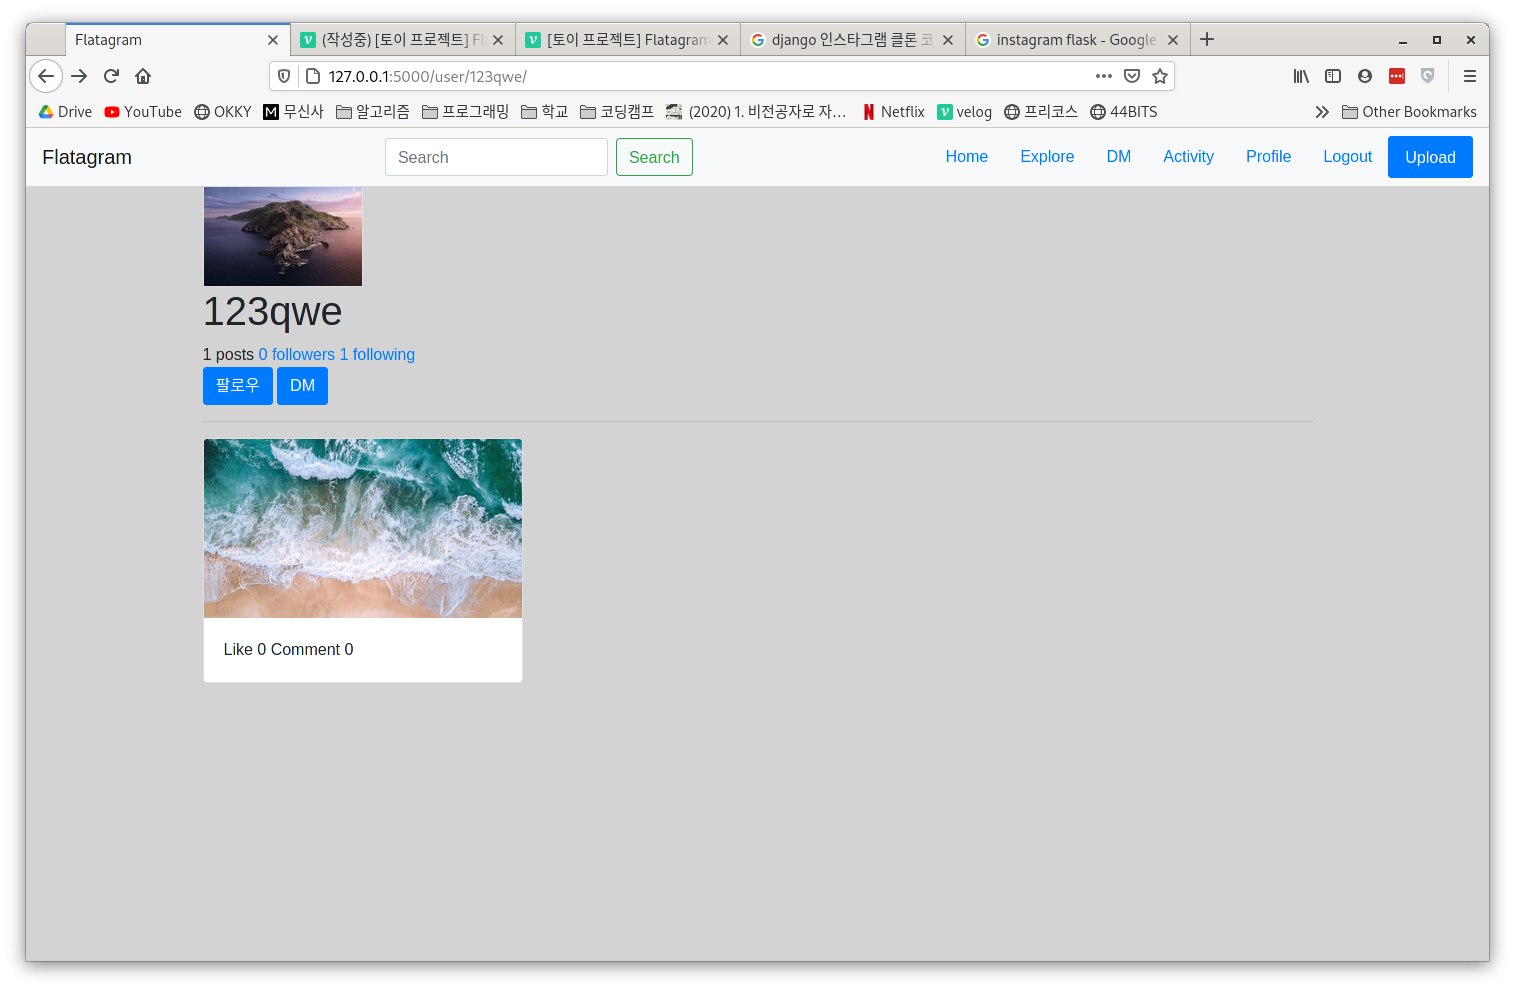 Flatagram
(작성중) [토이 프로젝트] Fl
[토이 프로젝트] Flatagram
django 인스타그램 클론 코
instagram flask - Google
127.0.0.1:5000/user/123qwe/
Drive YouTube OKKY M 무신사 알고리즘 프로그래밍 학교 코딩캠프 (2020) 1. 비전공자로 자... Netflix velog 프리코스 44BITS Other Bookmarks
Flatagram Search Search Home Explore DM Activity Profile Logout Upload
123qwe
1 posts 0 followers 1 following
팔로우 DM
Like 0 Comment 0